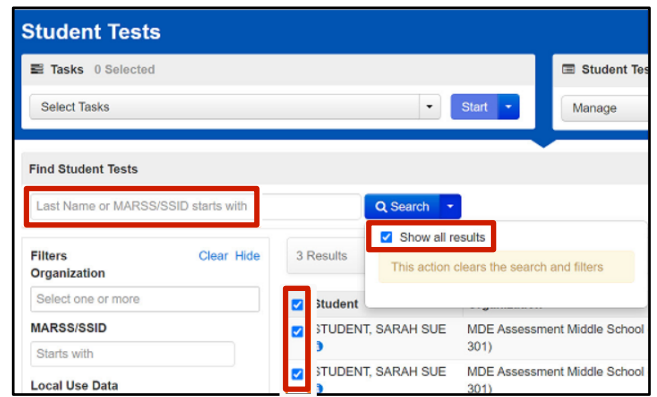 Student Tests
Tasks 0 Selected
Student Tes
Select Tasks
Start
Manage
Find Student Tests
Last Name or MARSS/SSID starts with
Search
Show all results
This action clears the search and filters
Filters
Clear Hide
3 Results
Organization
Select one or more
Student
MARSS/SSID
STUDENT, SARAH SUE
MDE Assessment Middle School
301)
Starts with
STUDENT, SARAH SUE
MDE Assessment Middle School
301)
Local Use Data